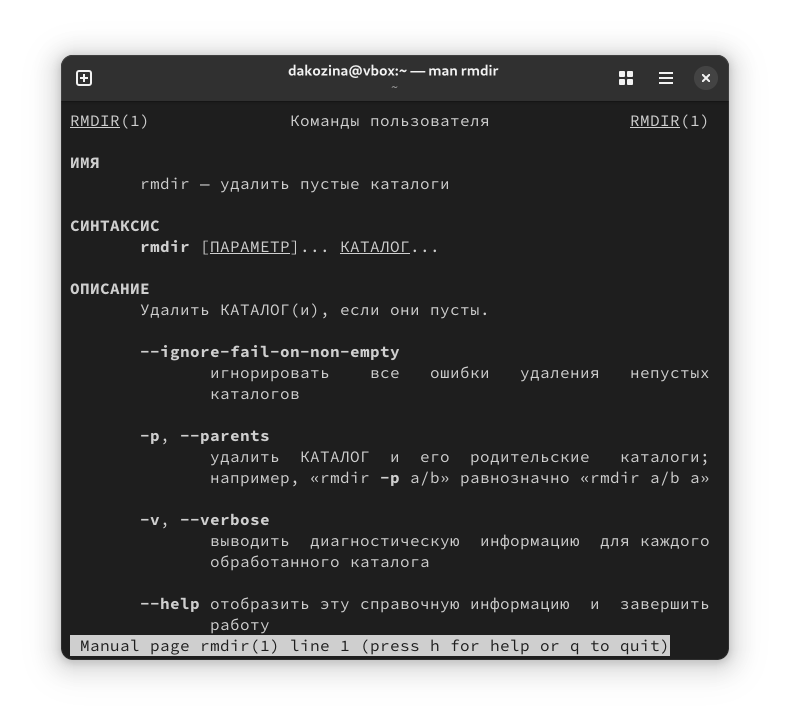 dakozina@vbox:~ — man rmdir
~
RMDIR(1) Команды пользователя RMDIR(1)
ИМЯ
rmdir — удалить пустые каталоги
СИНТАКСИС
rmdir [ПАРАМЕТР]... КАТАЛОГ...
ОПИСАНИЕ
Удалить КАТАЛОГ(и), если они пусты.
--ignore-fail-on-non-empty
игнорировать все ошибки удаления непустых
каталогов
-p, --parents
удалить КАТАЛОГ и его родительские каталоги;
например, «rmdir -p a/b» равнозначно «rmdir a/b a»
-v, --verbose
выводить диагностическую информацию для каждого
обработанного каталога
--help отобразить эту справочную информацию и завершить
работу
Manual page rmdir(1) line 1 (press h for help or q to quit)